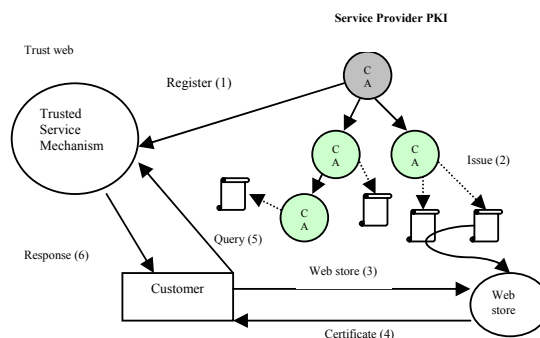 Service Provider PKI
Trust web
Register (1)
C
A
Trusted
Service
Mechanism
C
A
C
A
Issue (2)
C
A
Query (5)
Response (6)
Web store (3)
Customer
Web
store
Certificate (4)